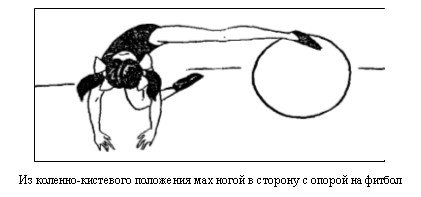 Из коленно-кистевого положения мах ногой в сторону с опорой на фитбол